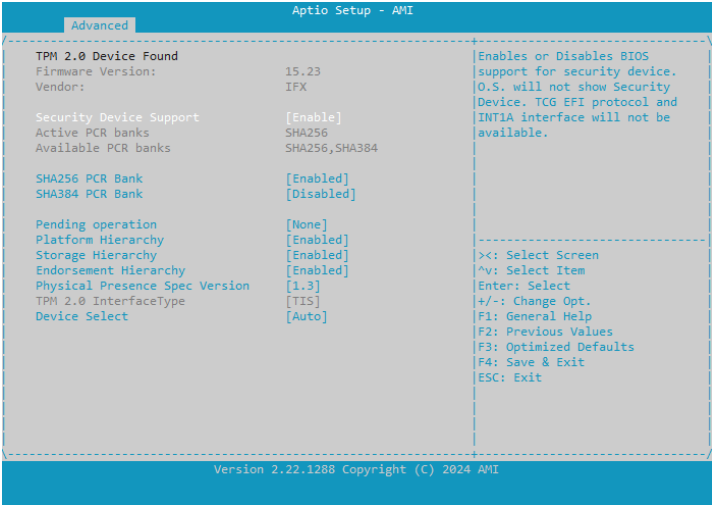 Aptio Setup - AMI
Advanced
TPM 2.0 Device Found
Firmware Version: 15.23
Vendor: IFX
Security Device Support [Enable]
Active PCR banks SHA256
Available PCR banks SHA256,SHA384
SHA256 PCR Bank [Enabled]
SHA384 PCR Bank [Disabled]
Pending operation [None]
Platform Hierarchy [Enabled]
Storage Hierarchy [Enabled]
Endorsement Hierarchy [Enabled]
Physical Presence Spec Version [1.3]
TPM 2.0 InterfaceType [TIS]
Device Select [Auto]
Enables or Disables BIOS
support for security device.
O.S. will not show Security
Device. TCG EFI protocol and
INT1A interface will not be
available.
><: Select Screen
^v: Select Item
Enter: Select
+/-: Change Opt.
F1: General Help
F2: Previous Values
F3: Optimized Defaults
F4: Save & Exit
ESC: Exit
Version 2.22.1288 Copyright (C) 2024 AMI